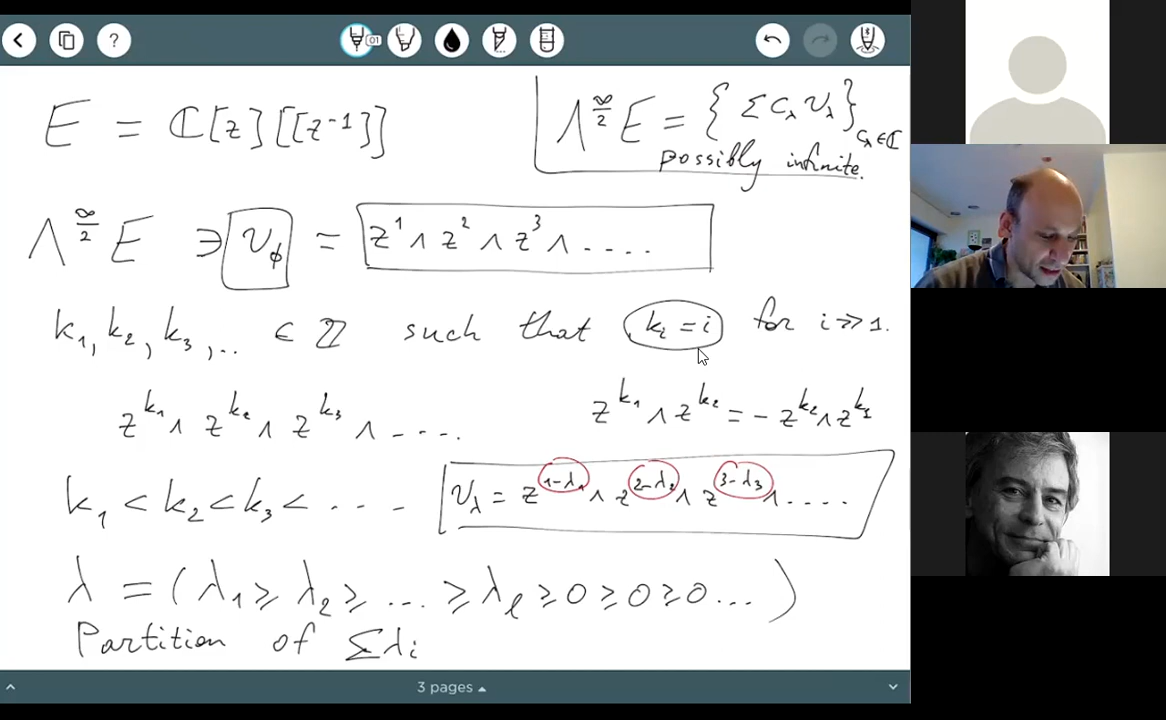 E = ℂ[z][[z⁻¹]]
Λ^{∞/2} E = { Σ c_λ v_λ }_{c_λ ∈ ℂ}
possibly infinite.
Λ^{∞/2} E ∋ v_φ = z¹ ∧ z² ∧ z³ ∧ ....
k₁, k₂, k₃, .. ∈ ℤ such that k_i = i for i ≫ 1.
z^{k₁} ∧ z^{k₂} ∧ z^{k₃} ∧ ....
z^{k₁} ∧ z^{k₂} = - z^{k₂} ∧ z^{k₁}
k₁ < k₂ < k₃ < ....
v_λ = z^{1-λ₁} ∧ z^{2-λ₂} ∧ z^{3-λ₃} ∧ ....
λ = (λ₁ ⩾ λ₂ ⩾ ... ⩾ λ_ℓ ⩾ 0 ⩾ 0 ⩾ 0 ... )
Partition of Σλ_i
3 pages